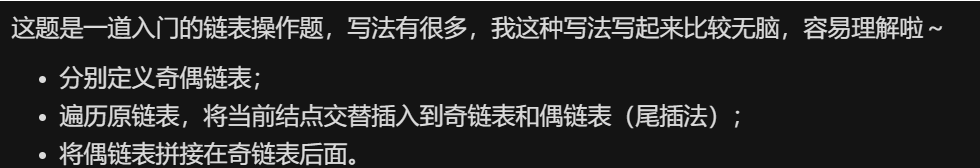 这题是一道入门的链表操作题，写法有很多，我这种写法写起来比较无脑，容易理解啦～
• 分别定义奇偶链表；
• 遍历原链表，将当前结点交替插入到奇链表和偶链表（尾插法）；
• 将偶链表拼接在奇链表后面。